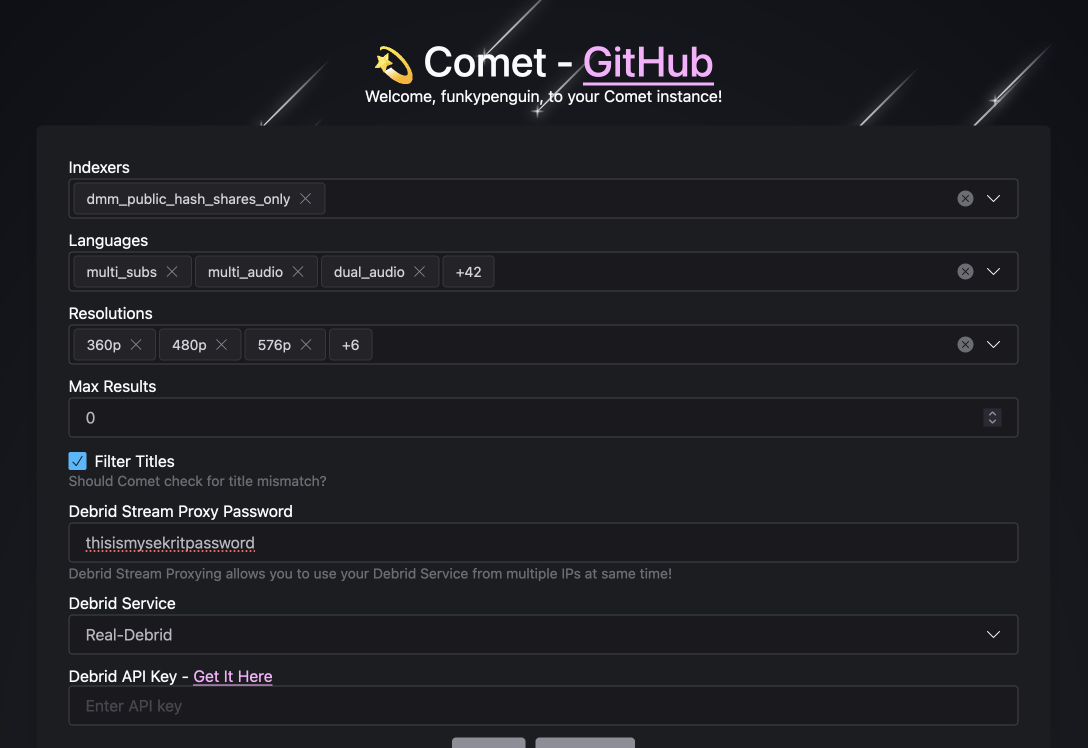 Comet - GitHub
Welcome, funkypenguin, to your Comet instance!
Indexers
dmm_public_hash_shares_only
Languages
multi_subs multi_audio dual_audio +42
Resolutions
360p 480p 576p +6
Max Results
0
Filter Titles
Should Comet check for title mismatch?
Debrid Stream Proxy Password
thisismysekritpassword
Debrid Stream Proxying allows you to use your Debrid Service from multiple IPs at same time!
Debrid Service
Real-Debrid
Debrid API Key - Get It Here
Enter API key